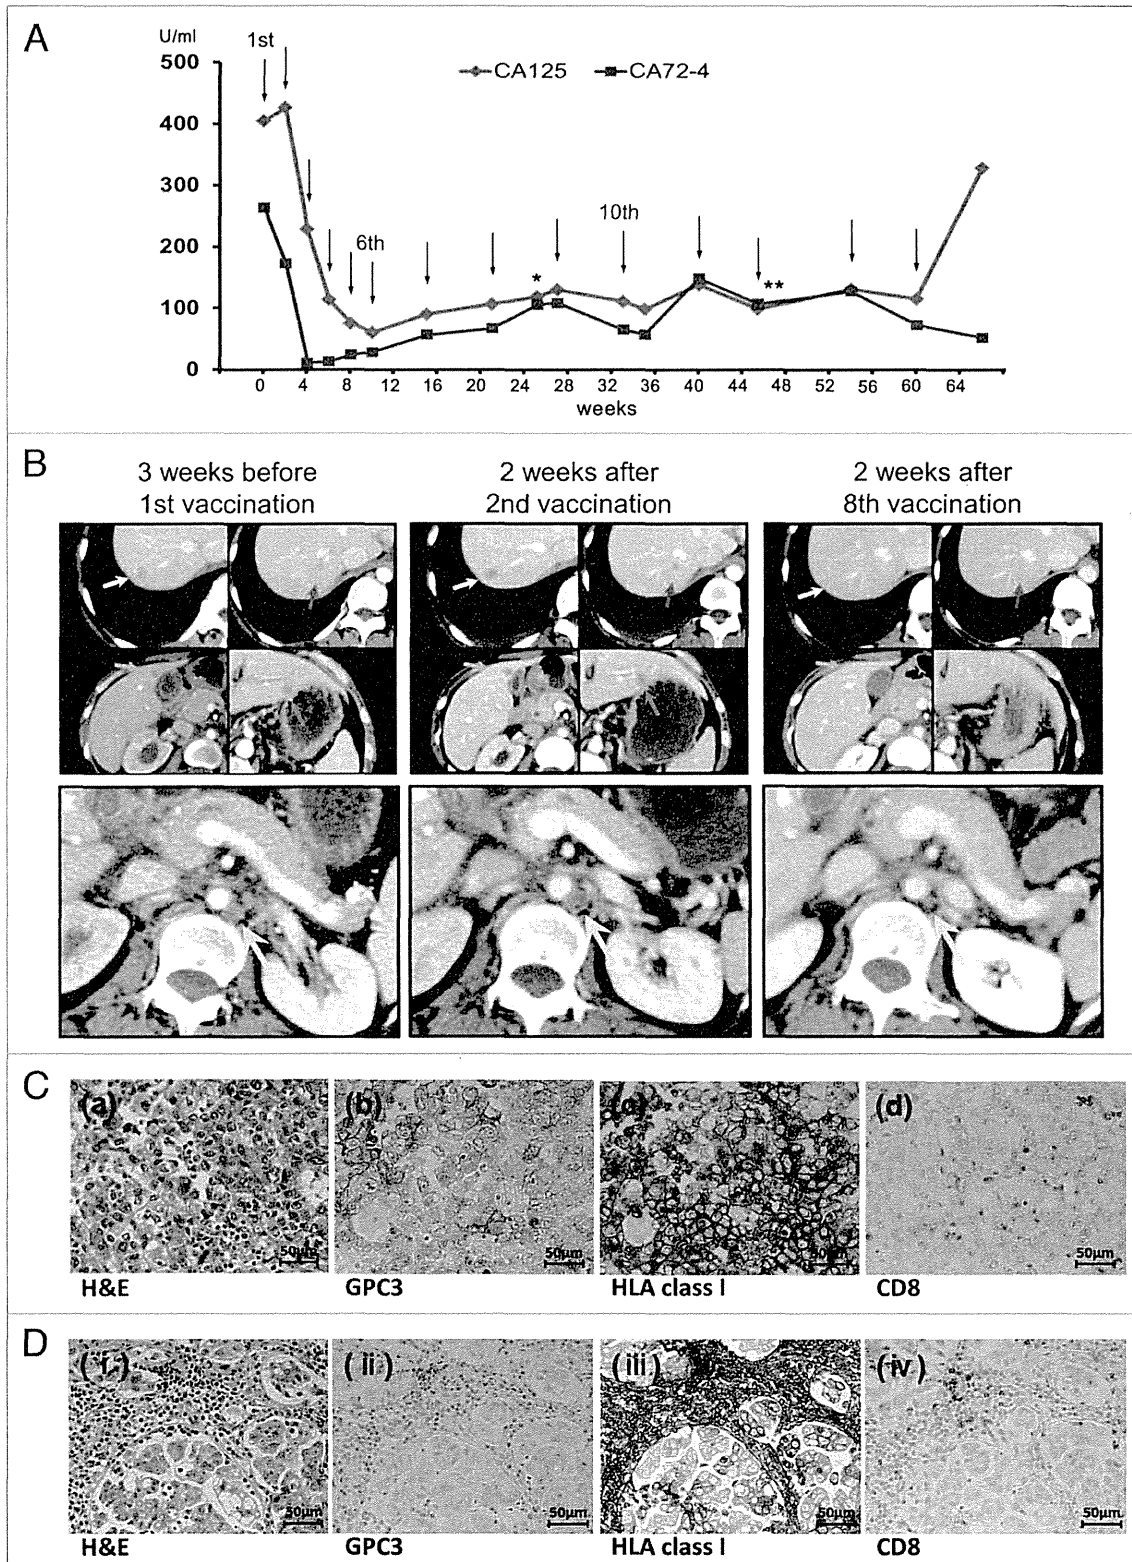 A
U/ml
1st
500
400
300
200
100
0
CA125
CA72-4
6th
10th
*
**
0 4 8 12 16 20 24 28 32 36 40 44 48 52 56 60 64
weeks
B
3 weeks before
1st vaccination
2 weeks after
2nd vaccination
2 weeks after
8th vaccination
C
(a)
50μm
H&E
(b)
50μm
GPC3
50μm
HLA class I
(d)
50μm
CD8
D
(i)
50μm
H&E
(ii)
50μm
GPC3
(iii)
50μm
HLA class I
(iv)
50μm
CD8